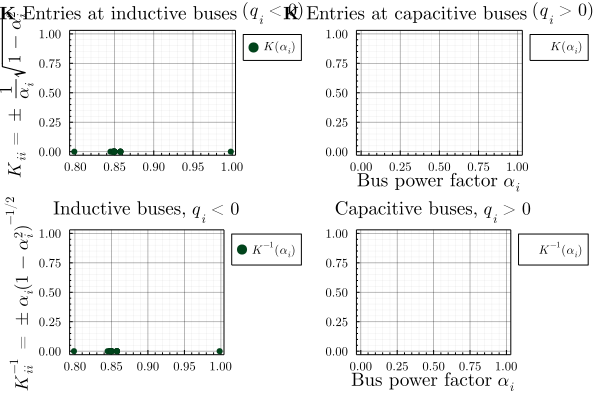 K Entries at inductive buses (q_i < 0)
K Entries at capacitive buses (q_i > 0)
K_ii = ± 1/α_i √1 − α_i^2
1.00
0.75
0.50
0.25
0.00
0.80 0.85 0.90 0.95 1.00
K(α_i)
1.00
0.75
0.50
0.25
0.00
0.00 0.25 0.50 0.75 1.00
Bus power factor α_i
K(α_i)
Inductive buses, q_i < 0
Capacitive buses, q_i > 0
K_ii^−1 = ± α_i(1 − α_i^2)^−1/2
1.00
0.75
0.50
0.25
0.00
0.80 0.85 0.90 0.95 1.00
K^−1(α_i)
1.00
0.75
0.50
0.25
0.00
0.00 0.25 0.50 0.75 1.00
Bus power factor α_i
K^−1(α_i)